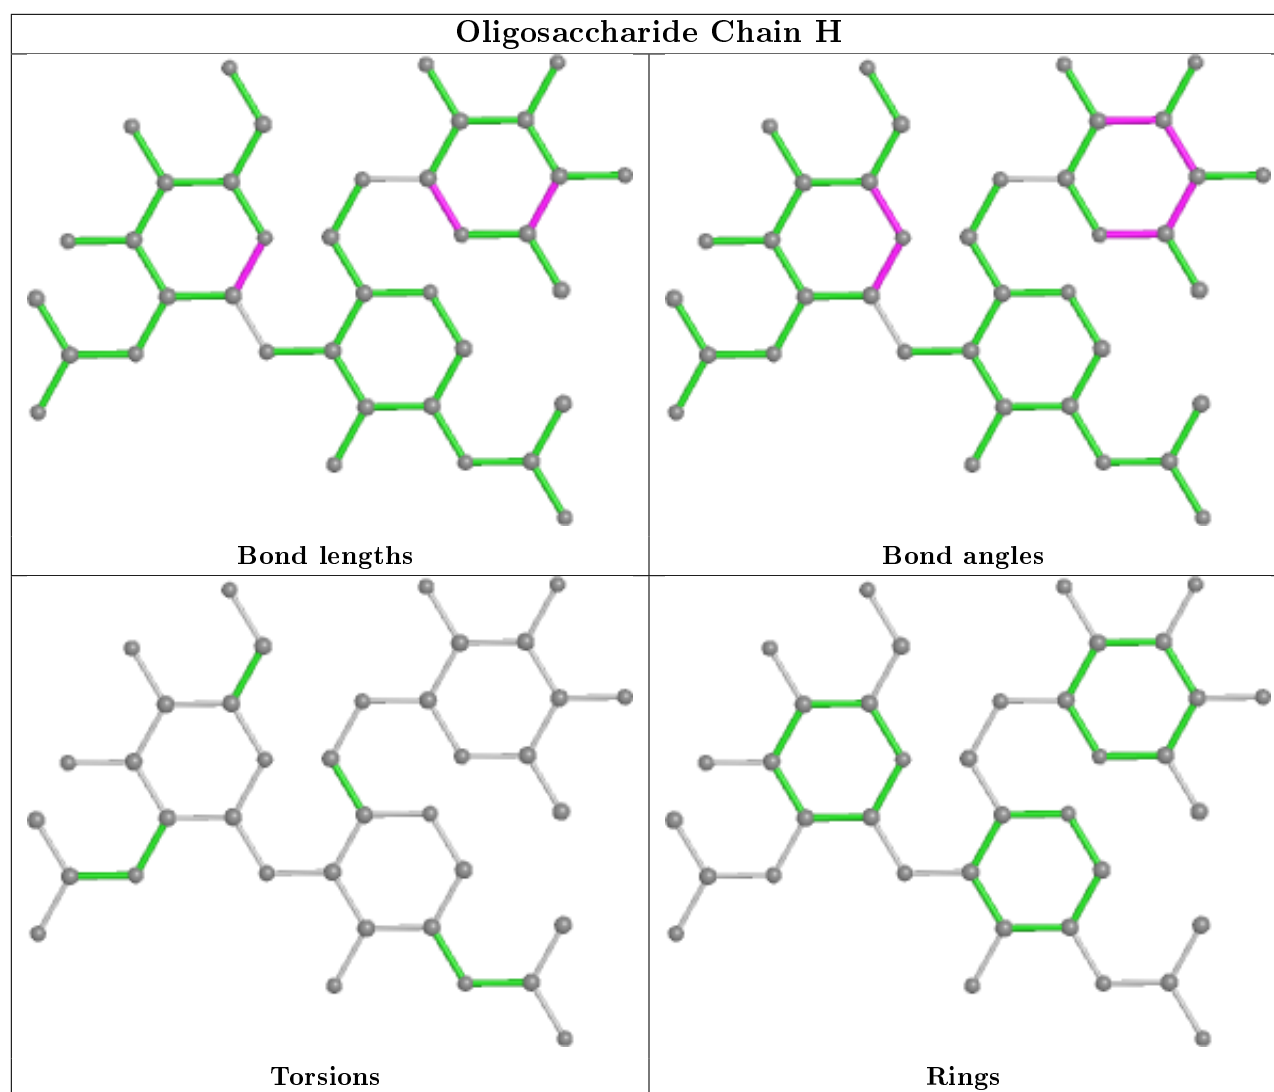 Oligosaccharide Chain H
Bond lengths
Bond angles
Torsions
Rings